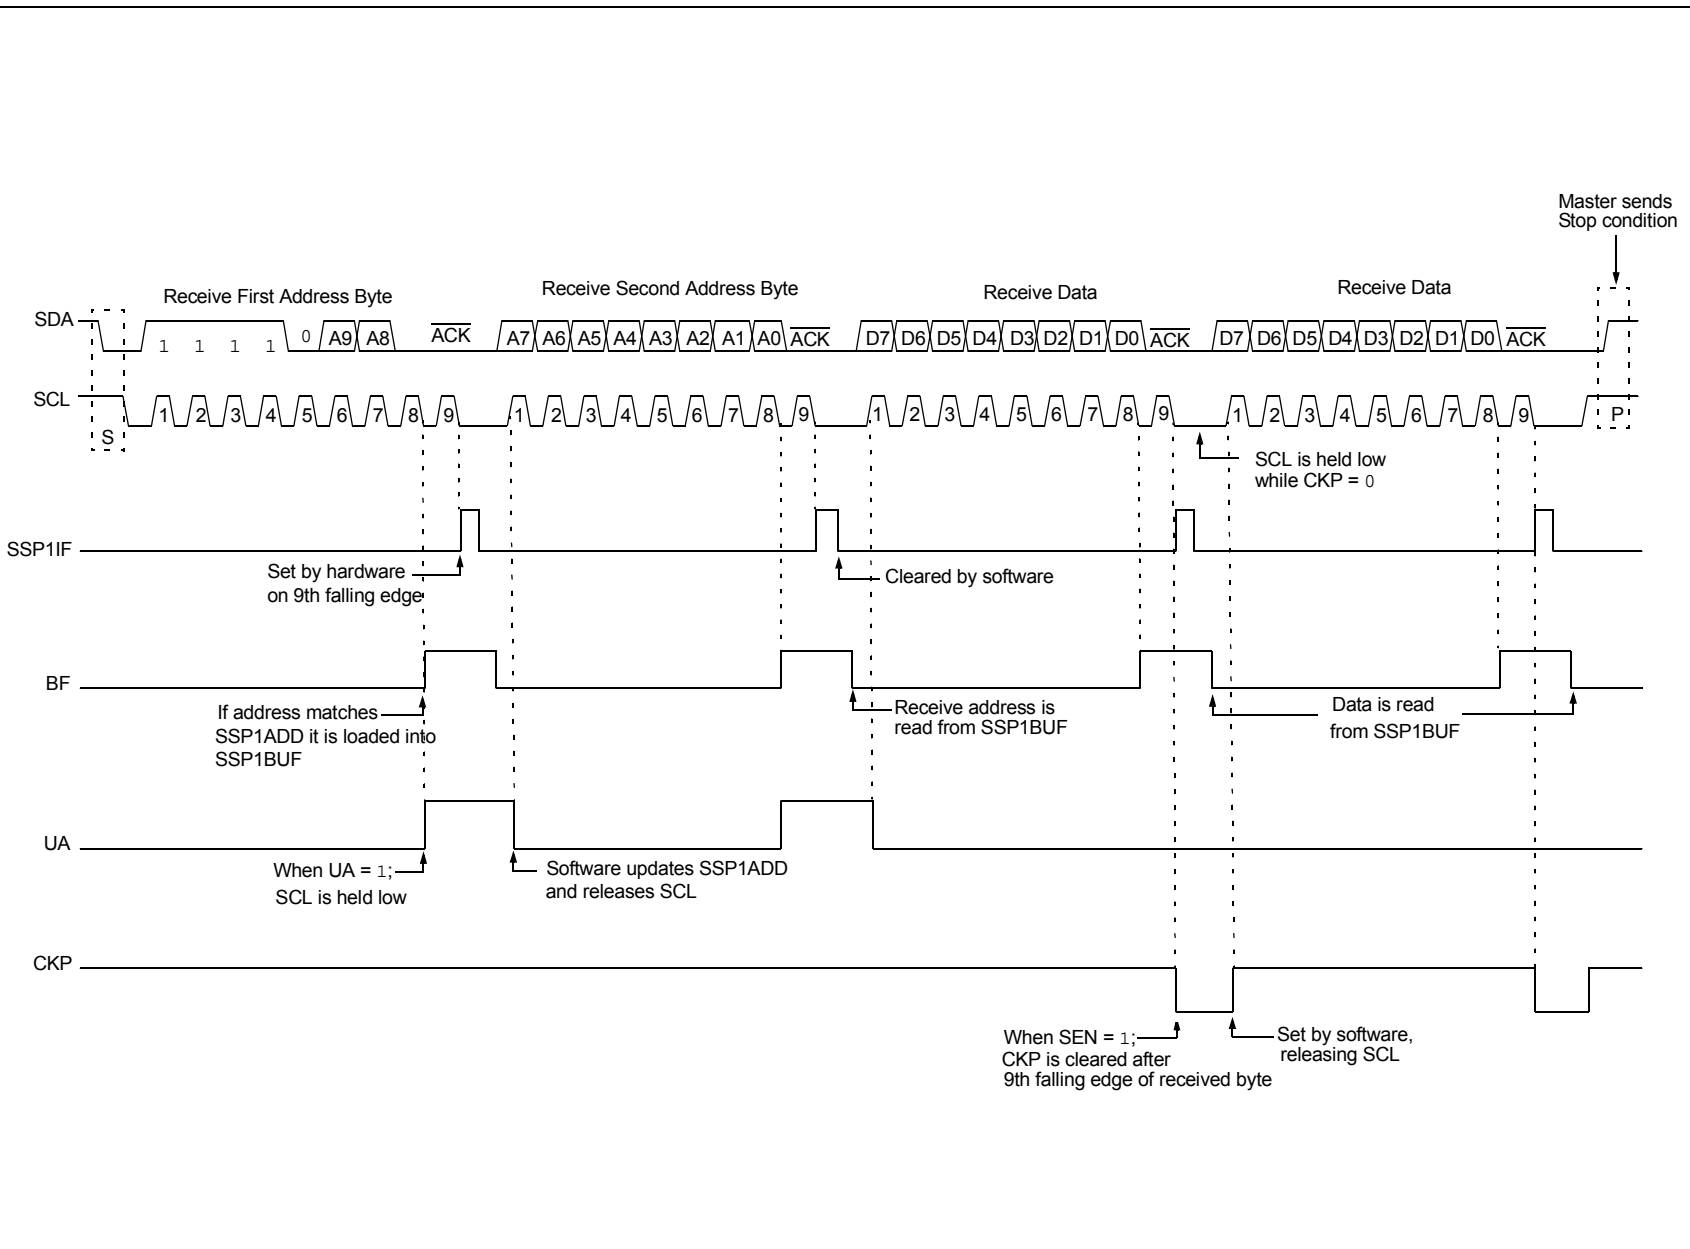 Master sends
Stop condition
Receive First Address Byte
Receive Second Address Byte
Receive Data
Receive Data
SDA
1 1 1 1 0 A9 A8 ACK A7 A6 A5 A4 A3 A2 A1 A0 ACK D7 D6 D5 D4 D3 D2 D1 D0 ACK D7 D6 D5 D4 D3 D2 D1 D0 ACK
SCL
S 1 2 3 4 5 6 7 8 9 1 2 3 4 5 6 7 8 9 1 2 3 4 5 6 7 8 9 1 2 3 4 5 6 7 8 9 P
SCL is held low
while CKP = 0
SSP1IF
Set by hardware
on 9th falling edge
Cleared by software
BF
If address matches
SSP1ADD it is loaded into
SSP1BUF
Receive address is
read from SSP1BUF
Data is read
from SSP1BUF
UA
When UA = 1;
SCL is held low
Software updates SSP1ADD
and releases SCL
CKP
When SEN = 1;
CKP is cleared after
9th falling edge of received byte
Set by software,
releasing SCL